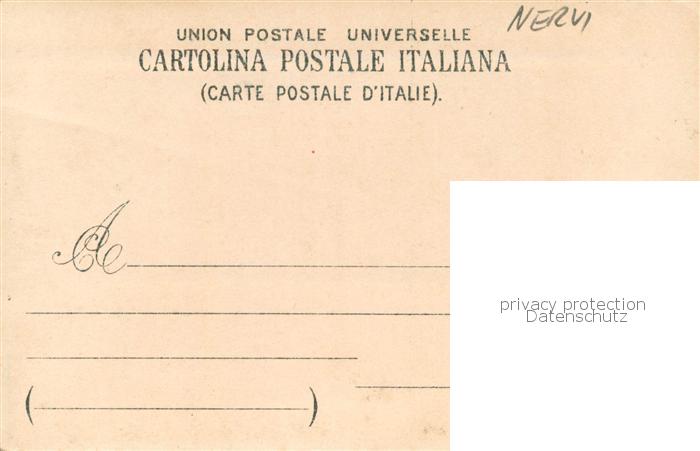 NERVI
UNION POSTALE UNIVERSELLE
CARTOLINA POSTALE ITALIANA
(CARTE POSTALE D'ITALIE).
A
privacy protection
Datenschutz
( )